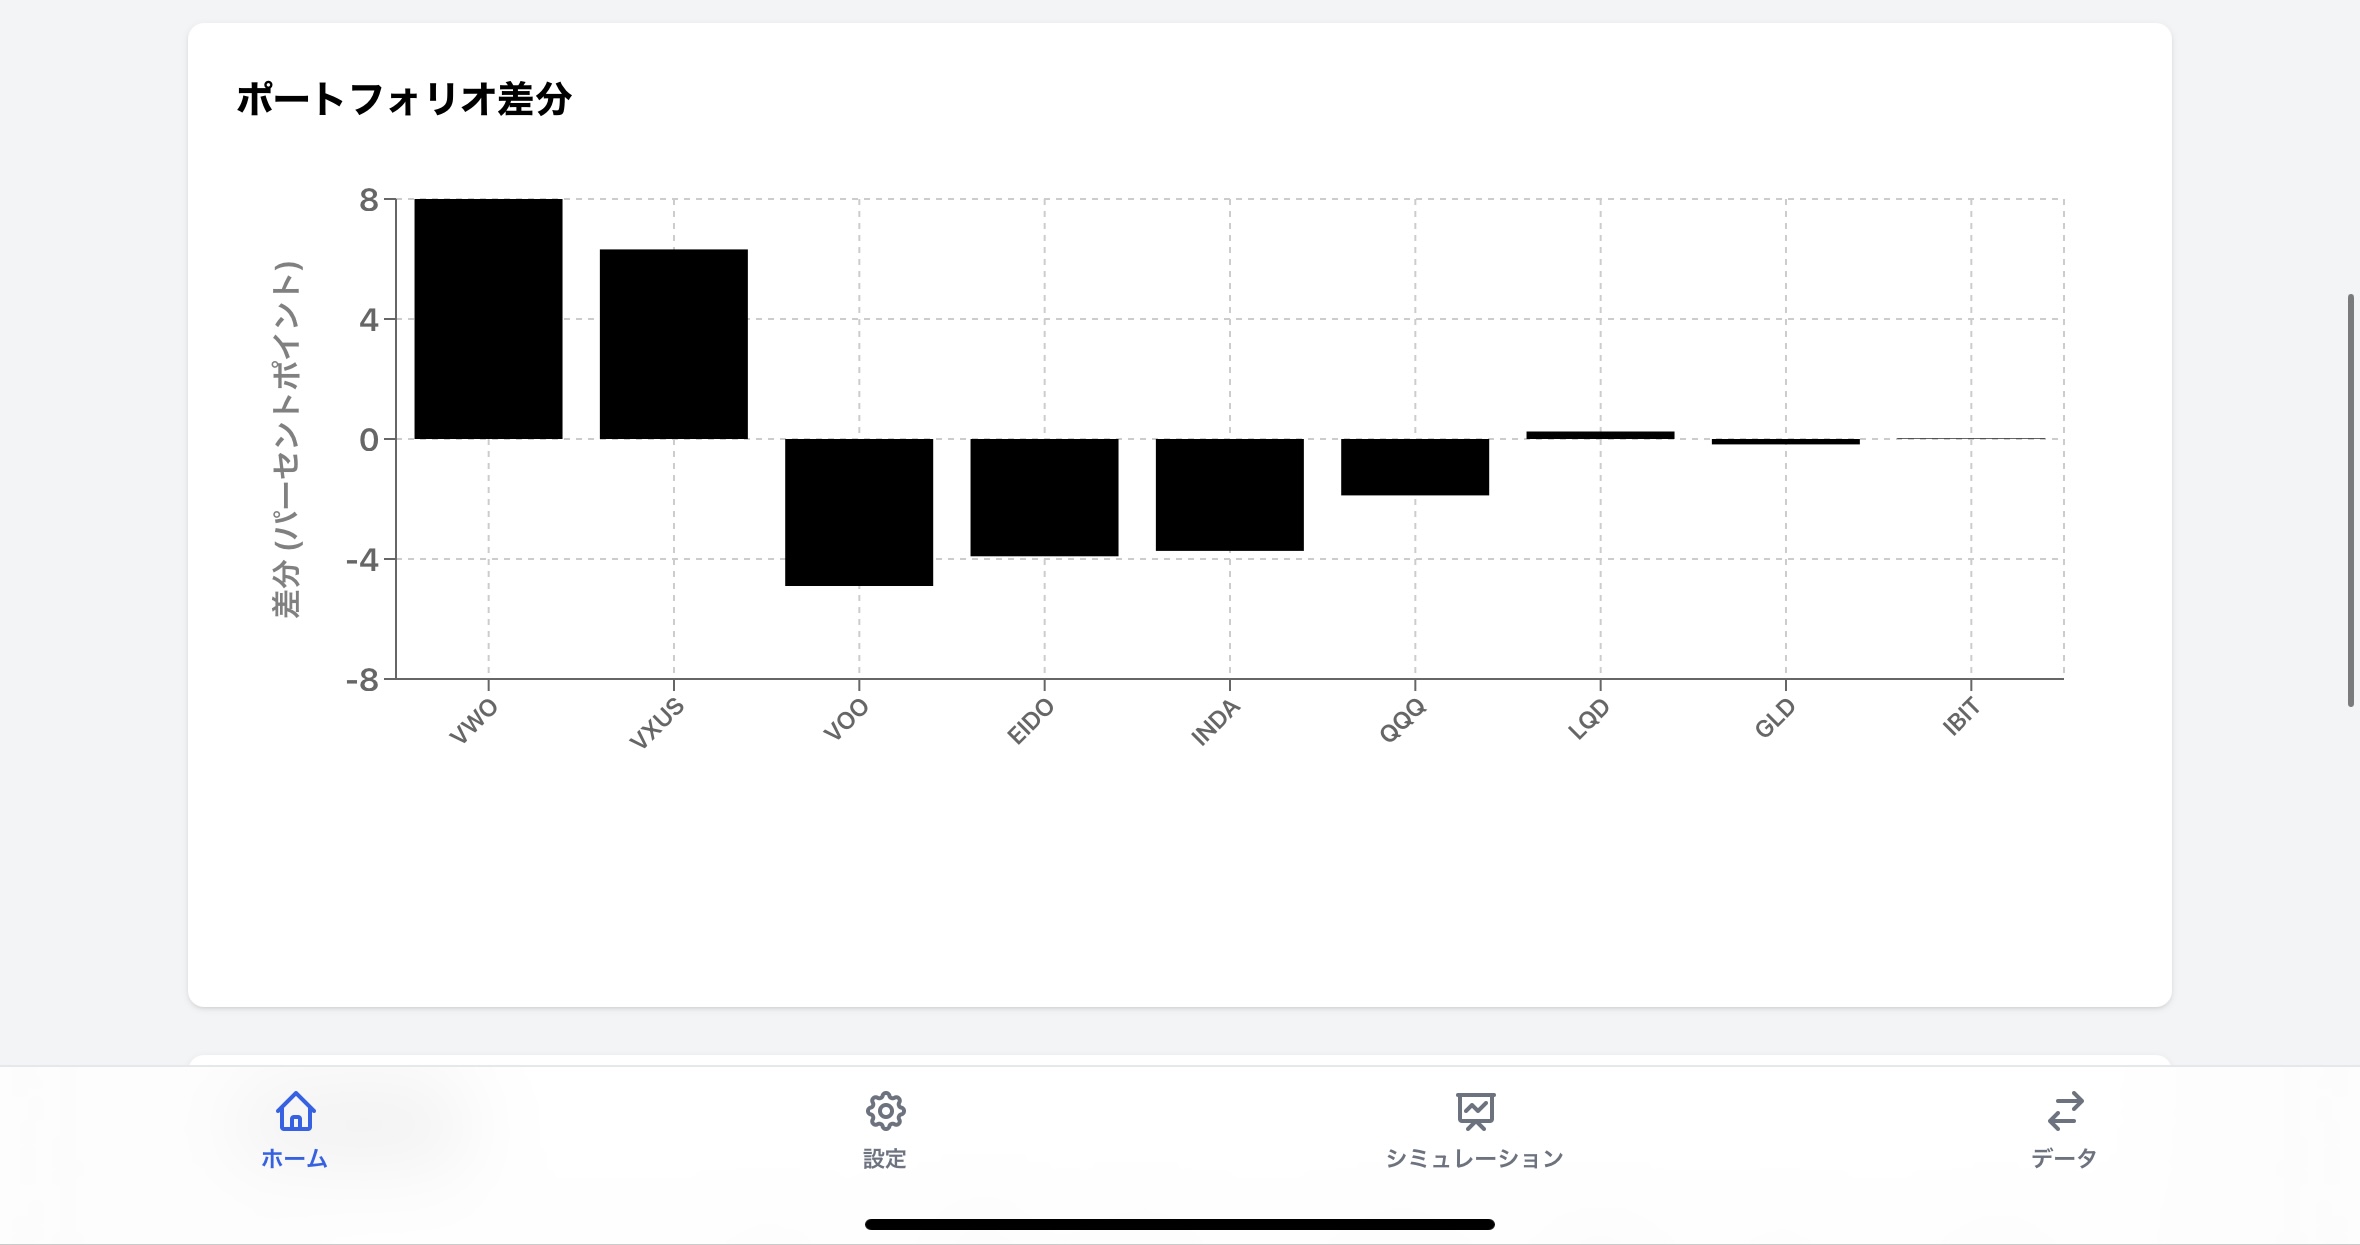 ポートフォリオ差分
差分 (パーセントポイント)
8
4
0
-4
-8
VWO
VXUS
VOO
EIDO
INDA
QQQ
LQD
GLD
IBIT
ホーム
設定
シミュレーション
データ